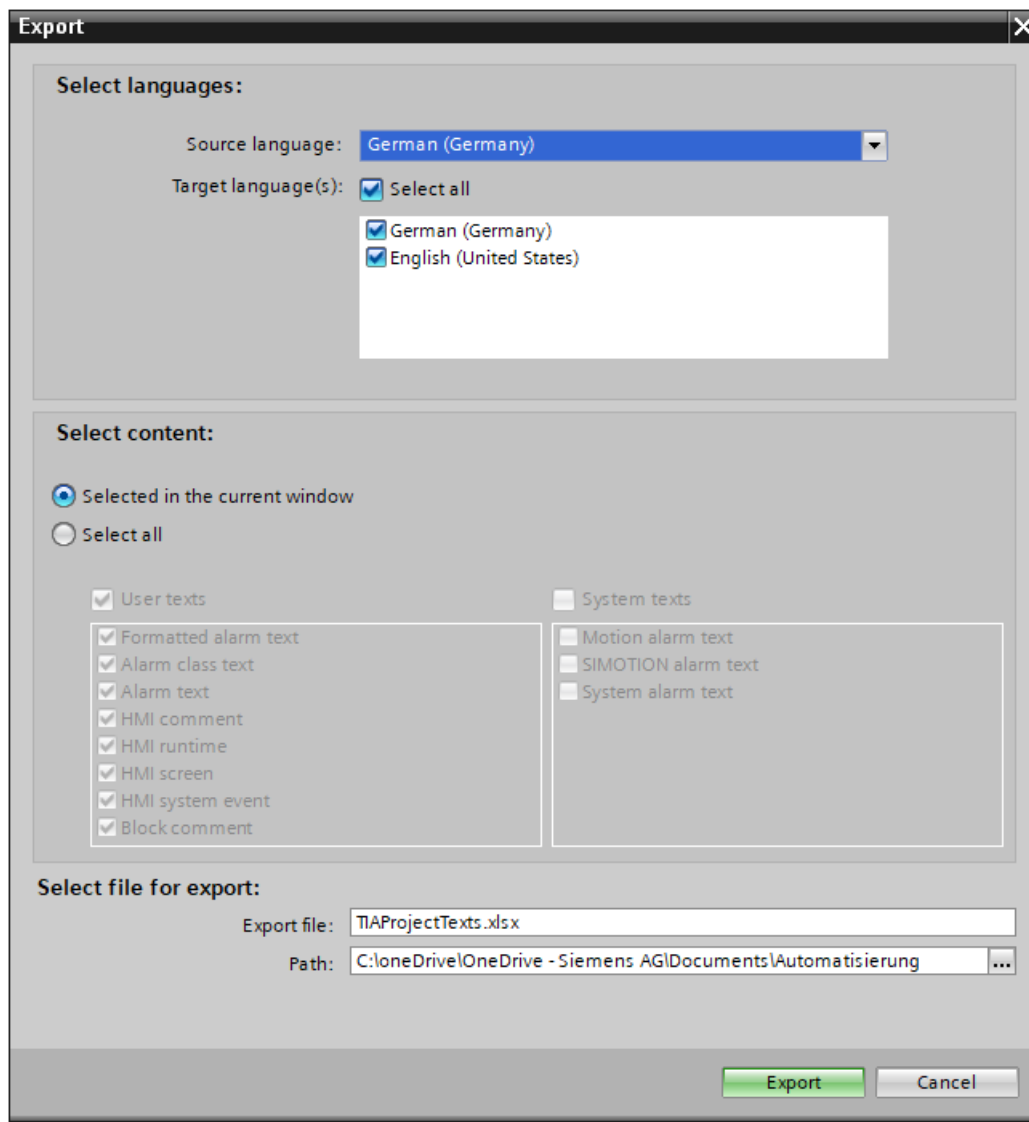 Export
Select languages:
Source language: German (Germany)
Target language(s): Select all
German (Germany)
English (United States)
Select content:
Selected in the current window
Select all
User texts
Formatted alarm text
Alarm class text
Alarm text
HMI comment
HMI runtime
HMI screen
HMI system event
Block comment
System texts
Motion alarm text
SIMOTION alarm text
System alarm text
Select file for export:
Export file: TIAProjectTexts.xlsx
Path: C:\oneDrive\OneDrive - Siemens AG\Documents\Automatisierung ...
Export Cancel